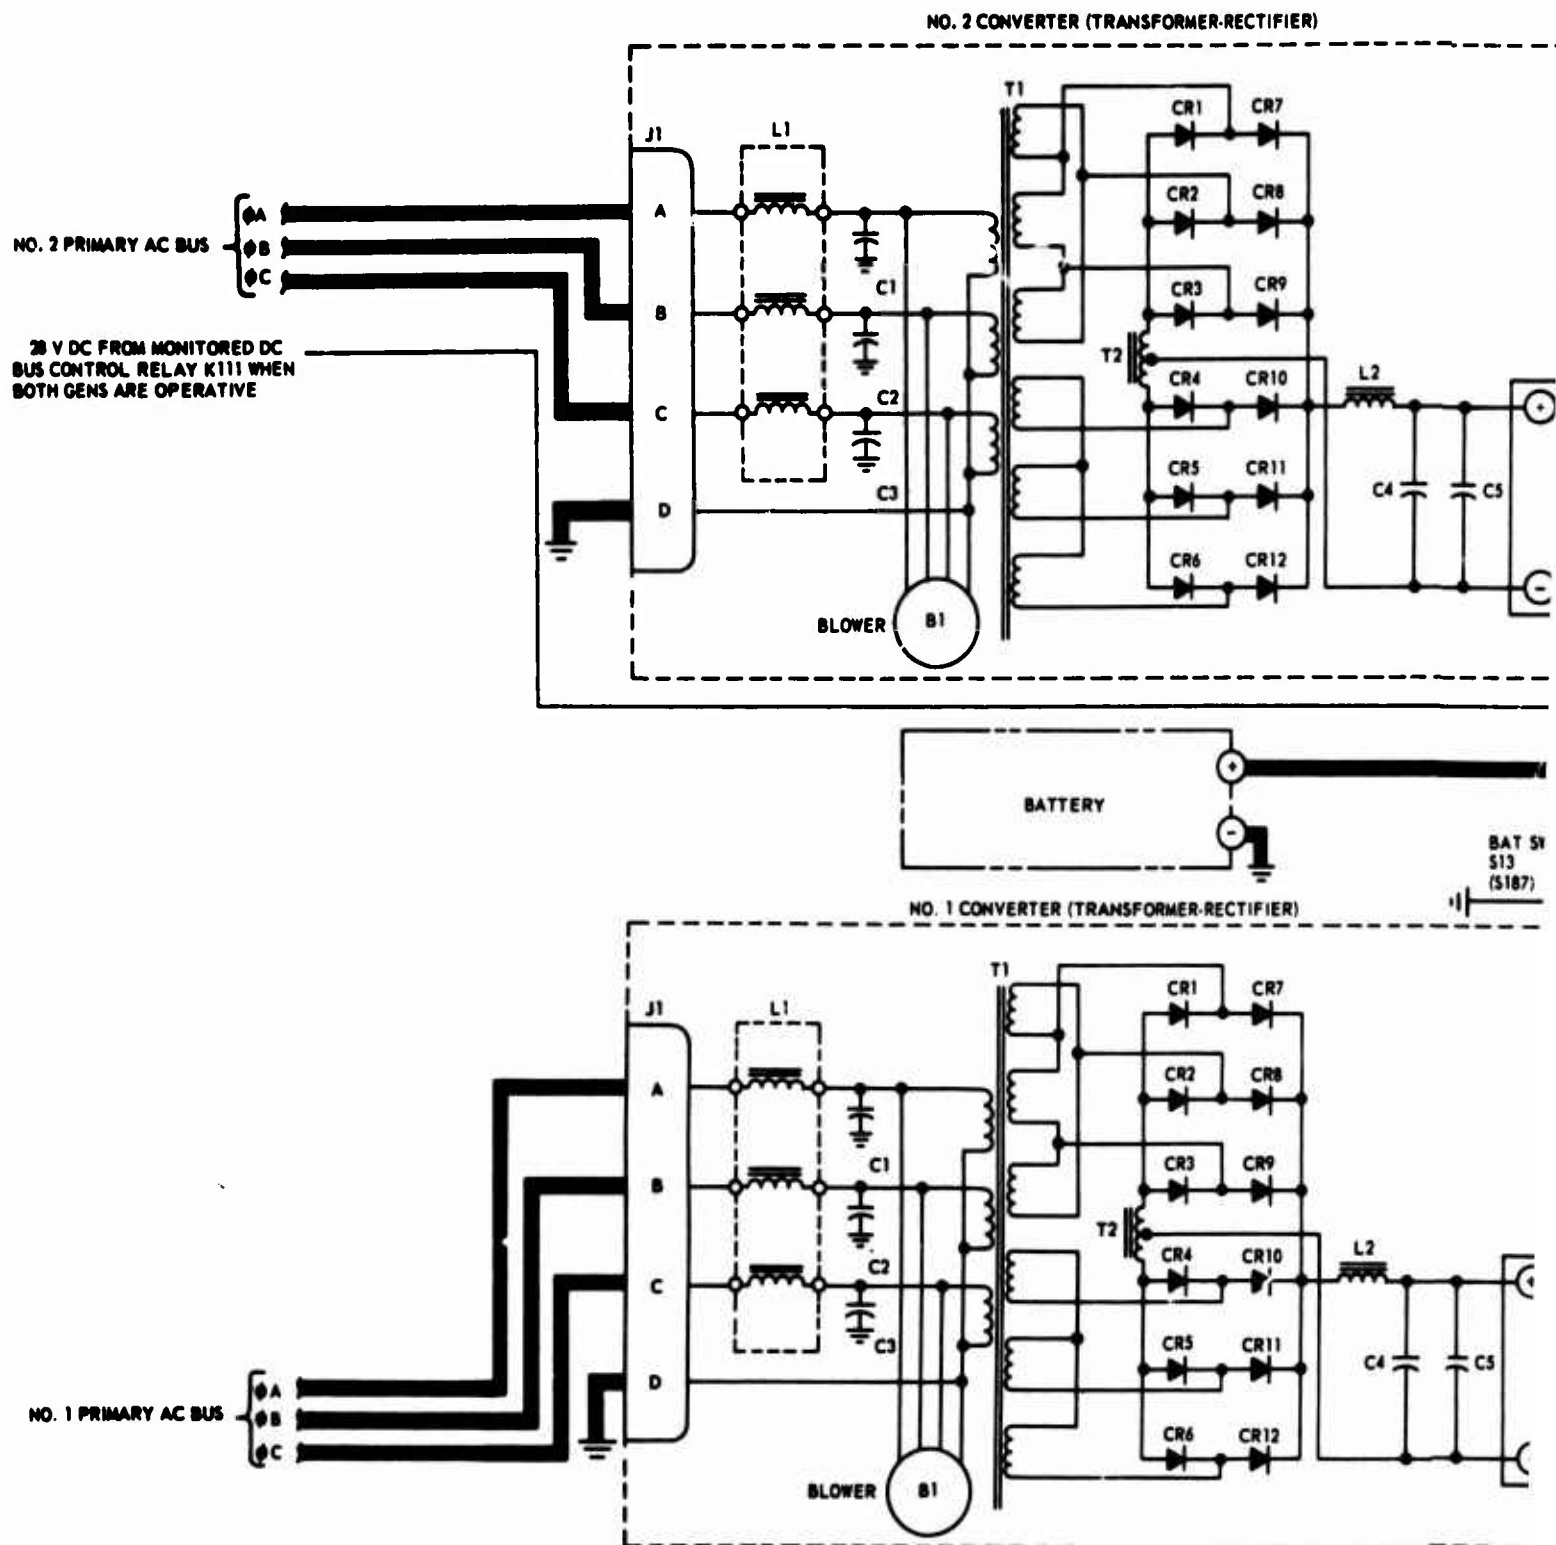 NO. 2 CONVERTER (TRANSFORMER-RECTIFIER)
T1
CR1 CR7
L1
J1
A
ϕA
CR2 CR8
NO. 2 PRIMARY AC BUS
ϕB
ϕC
C1
CR3 CR9
B
28 V DC FROM MONITORED DC
BUS CONTROL RELAY K111 WHEN
BOTH GENS ARE OPERATIVE
T2
L2
CR4 CR10
C2
C
+
CR5 CR11
C3
C4 C5
D
CR6 CR12
-
BLOWER B1
+
BATTERY
-
BAT SW
S13
(S187)
NO. 1 CONVERTER (TRANSFORMER-RECTIFIER)
T1
CR1 CR7
J1
L1
A
CR2 CR8
C1
CR3 CR9
B
T2
CR4 CR10
L2
C2
C
+
CR5 CR11
C3
C4 C5
D
ϕA
NO. 1 PRIMARY AC BUS
ϕB
ϕC
CR6 CR12
BLOWER B1